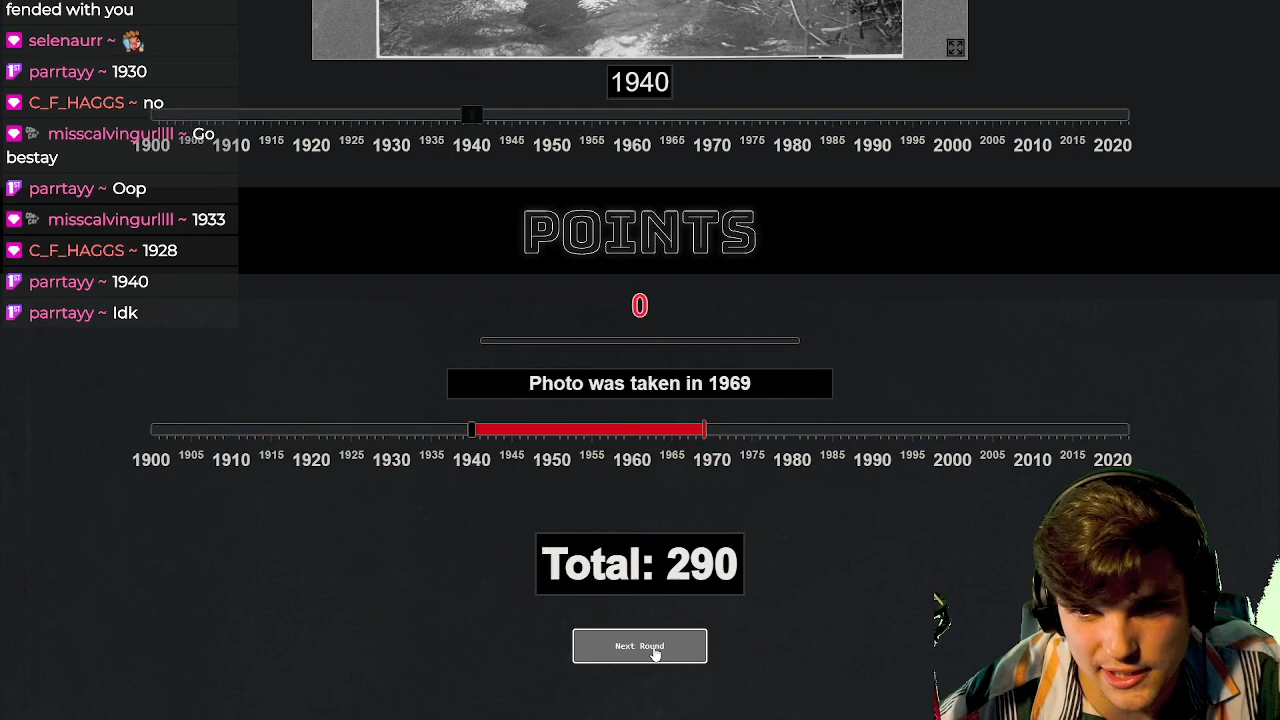 fended with you
selenaurr ~
parrtayy ~ 1930
C_F_HAGGS ~ no
misscalvingurllll ~ Go
bestay
parrtayy ~ Oop
misscalvingurllll ~ 1933
C_F_HAGGS ~ 1928
parrtayy ~ 1940
parrtayy ~ Idk
1940
1900 1905 1910 1915 1920 1925 1930 1935 1940 1945 1950 1955 1960 1965 1970 1975 1980 1985 1990 1995 2000 2005 2010 2015 2020
POINTS
0
Photo was taken in 1969
1900 1905 1910 1915 1920 1925 1930 1935 1940 1945 1950 1955 1960 1965 1970 1975 1980 1985 1990 1995 2000 2005 2010 2015 2020
Total: 290
Next Round